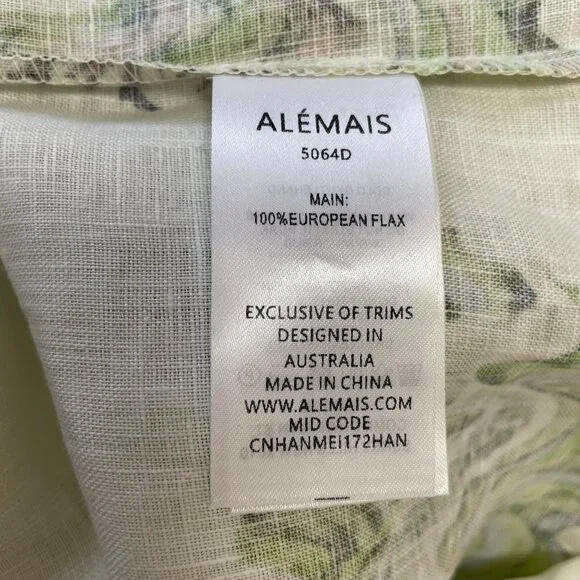 ALÉMAIS
5064D
MAIN:
100%EUROPEAN FLAX
EXCLUSIVE OF TRIMS
DESIGNED IN
AUSTRALIA
MADE IN CHINA
WWW.ALEMAIS.COM
MID CODE
CNHANMEI172HAN